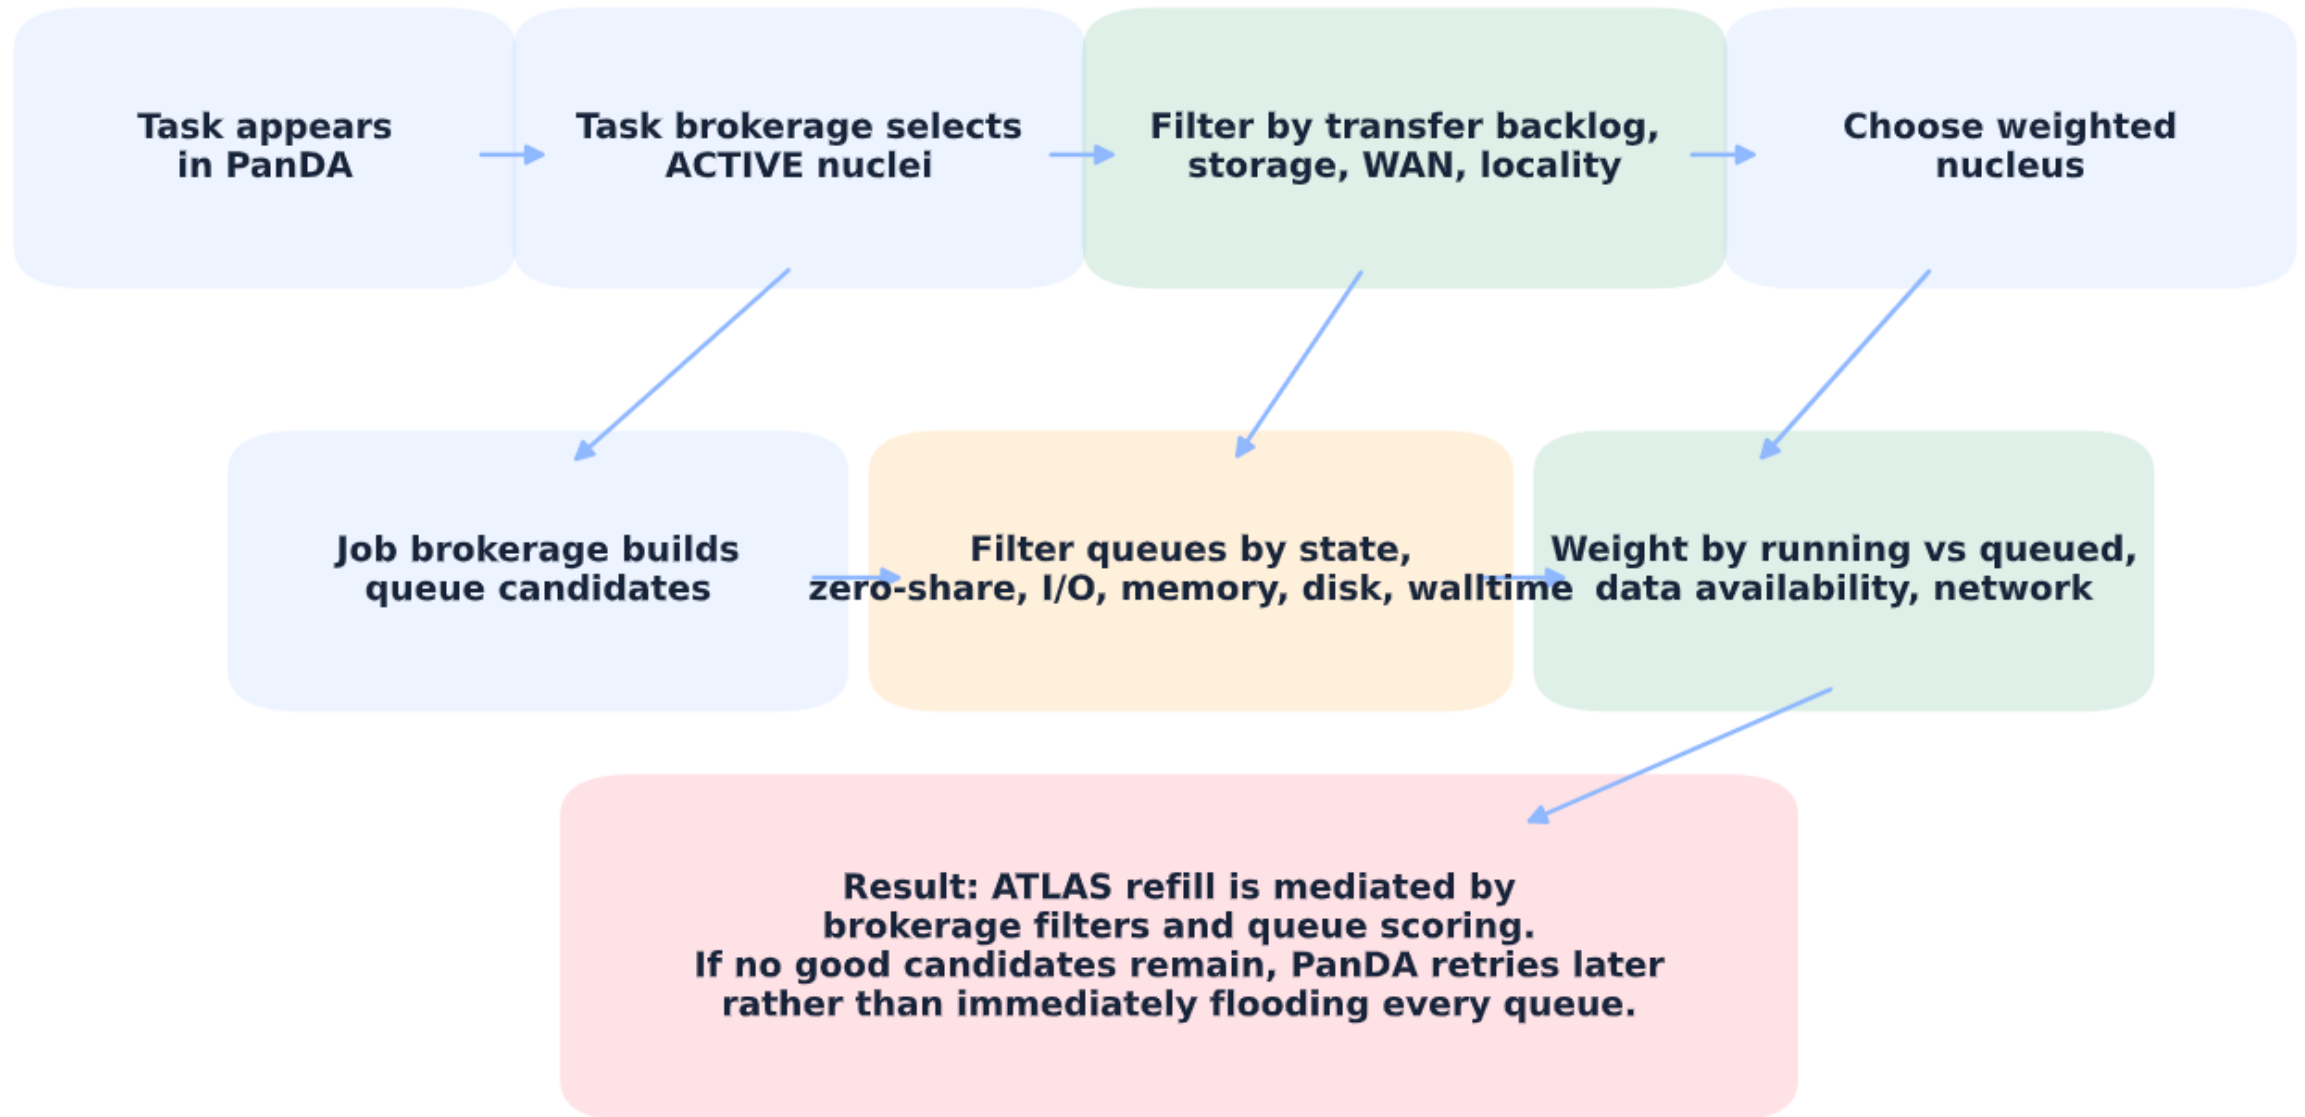 Task appears
in PanDA
Task brokerage selects
ACTIVE nuclei
Filter by transfer backlog,
storage, WAN, locality
Choose weighted
nucleus
Job brokerage builds
queue candidates
Filter queues by state,
zero-share, I/O, memory, disk, walltime
Weight by running vs queued,
data availability, network
Result: ATLAS refill is mediated by
brokerage filters and queue scoring.
If no good candidates remain, PanDA retries later
rather than immediately flooding every queue.